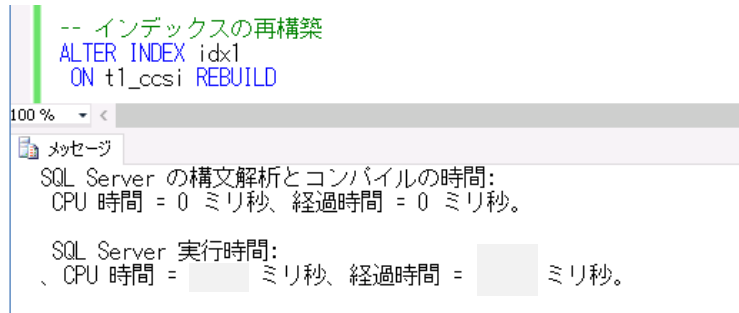 -- インデックスの再構築
ALTER INDEX idx1
ON t1_ccsi REBUILD
100 %
メッセージ
SQL Server の構文解析とコンパイルの時間:
CPU 時間 = 0 ミリ秒、経過時間 = 0 ミリ秒。
SQL Server 実行時間:
、CPU 時間 = ミリ秒、経過時間 = ミリ秒。